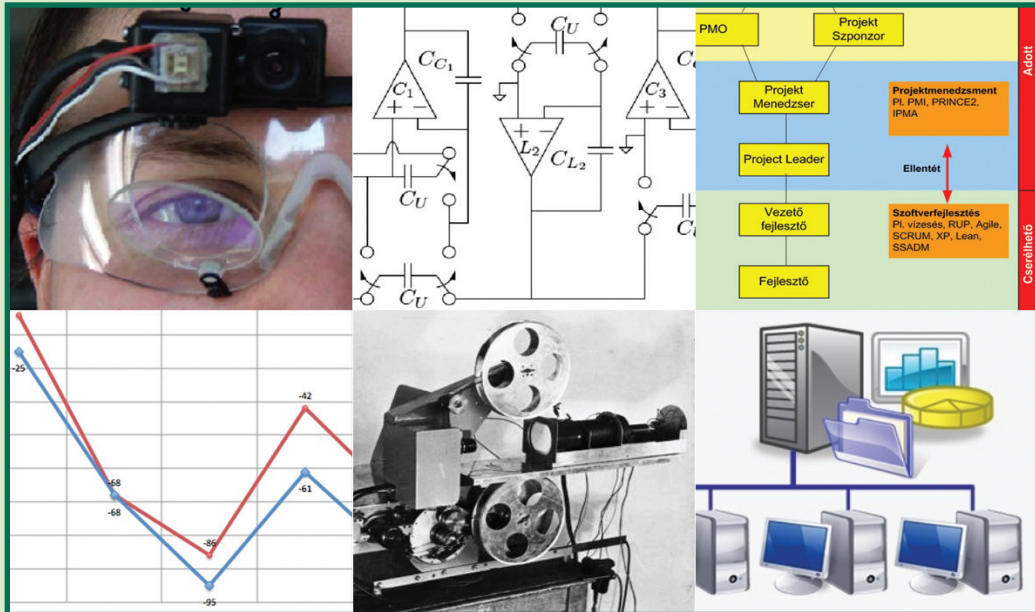 C_U
C_{C_1}
C_1
+ −
+ −
L_2
C_{L_2}
C_3
+ −
C_U
C_U
PMO
Projekt
Szponzor
Projekt
Menedzser
Project Leader
Vezető
fejlesztő
Fejlesztő
Projektmenedzsment
Pl. PMI, PRINCE2,
IPMA
Ellentét
Szoftverfejlesztés
Pl. vízesés, RUP, Agile,
SCRUM, XP, Lean,
SSADM
Adott
Cserélhető
-25
-68
-68
-86
-95
-42
-61